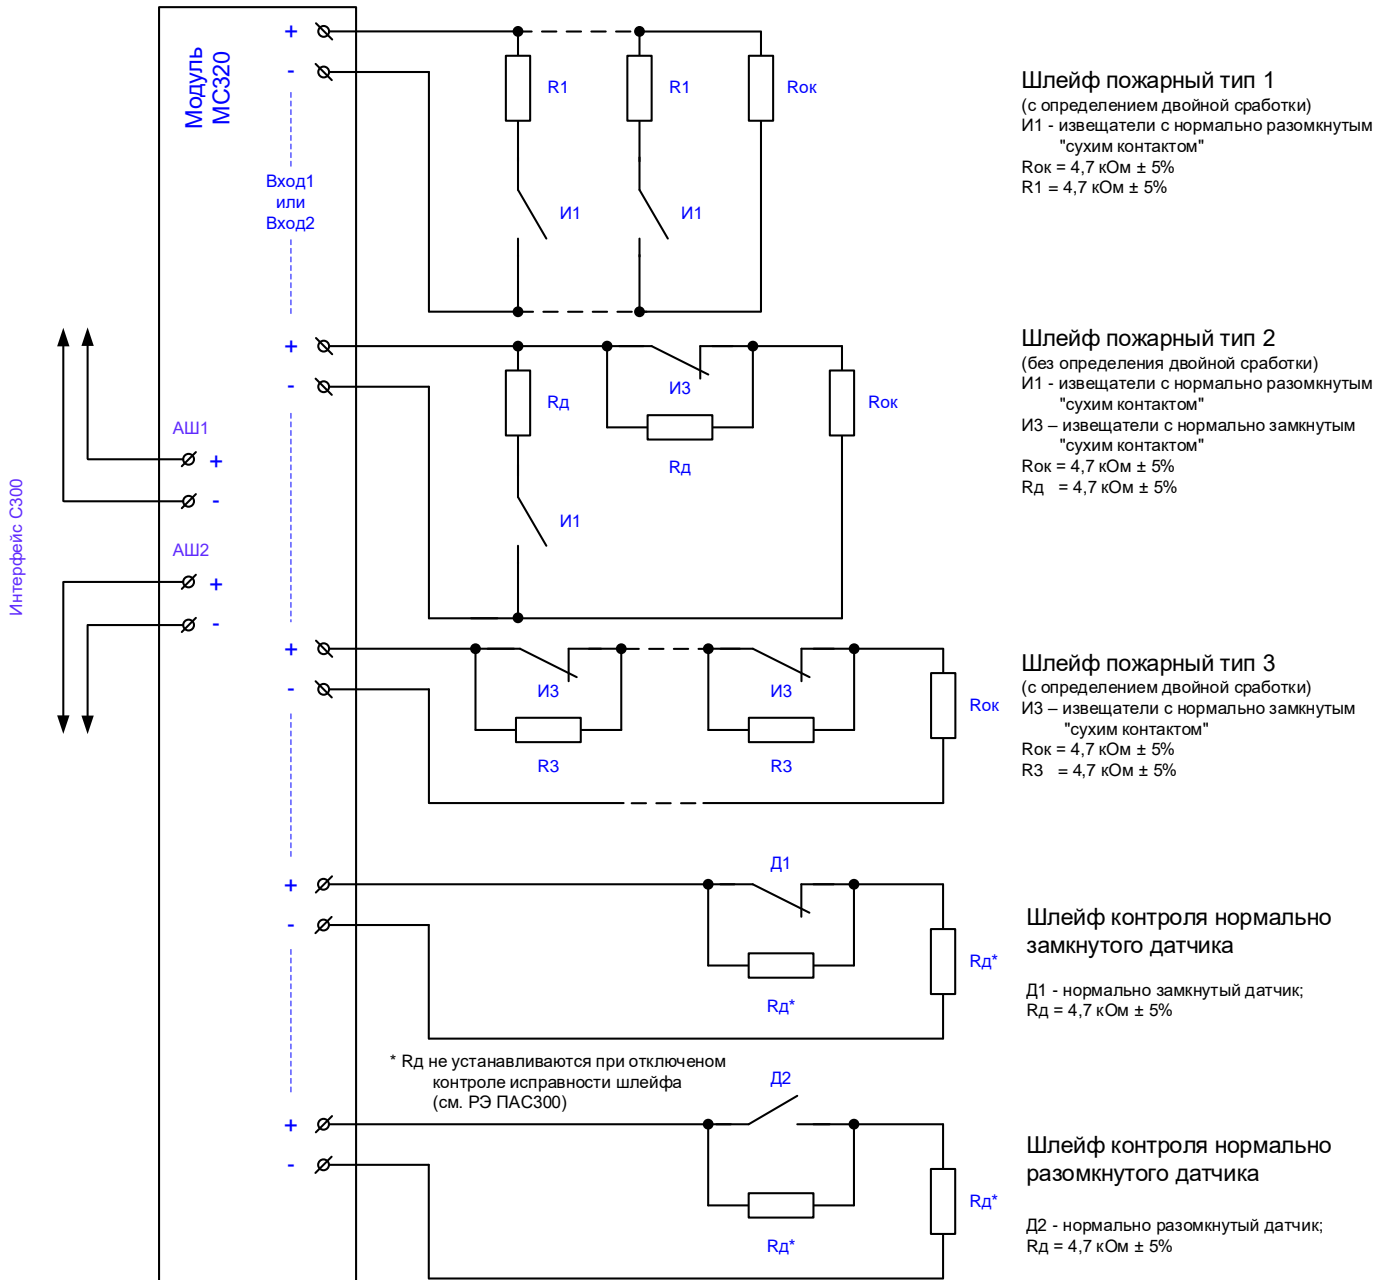 Модуль
МС320
+
-
Вход1
или
Вход2
R1
R1
Rок
И1
И1
Шлейф пожарный тип 1
(с определением двойной сработки)
И1 - извещатели с нормально разомкнутым
"сухим контактом"
Rок = 4,7 кОм ± 5%
R1 = 4,7 кОм ± 5%
+
-
Rд
И3
Rд
Rок
И1
Шлейф пожарный тип 2
(без определения двойной сработки)
И1 - извещатели с нормально разомкнутым
"сухим контактом"
И3 – извещатели с нормально замкнутым
"сухим контактом"
Rок = 4,7 кОм ± 5%
Rд = 4,7 кОм ± 5%
Интерфейс С300
АШ1
+
-
АШ2
+
-
+
-
И3
R3
И3
R3
Rок
Шлейф пожарный тип 3
(с определением двойной сработки)
И3 – извещатели с нормально замкнутым
"сухим контактом"
Rок = 4,7 кОм ± 5%
R3 = 4,7 кОм ± 5%
+
-
Д1
Rд*
Rд*
Шлейф контроля нормально
замкнутого датчика
Д1 - нормально замкнутый датчик;
Rд = 4,7 кОм ± 5%
* Rд не устанавливаются при отключеном
контроле исправности шлейфа
(см. РЭ ПАС300)
+
-
Д2
Rд*
Rд*
Шлейф контроля нормально
разомкнутого датчика
Д2 - нормально разомкнутый датчик;
Rд = 4,7 кОм ± 5%